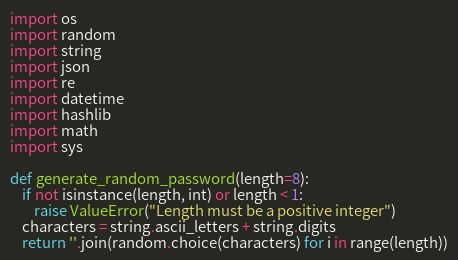 import os
import random
import string
import json
import re
import datetime
import hashlib
import math
import sys

def generate_random_password(length=8):
    if not isinstance(length, int) or length < 1:
        raise ValueError("Length must be a positive integer")
    characters = string.ascii_letters + string.digits
    return ''.join(random.choice(characters) for i in range(length))